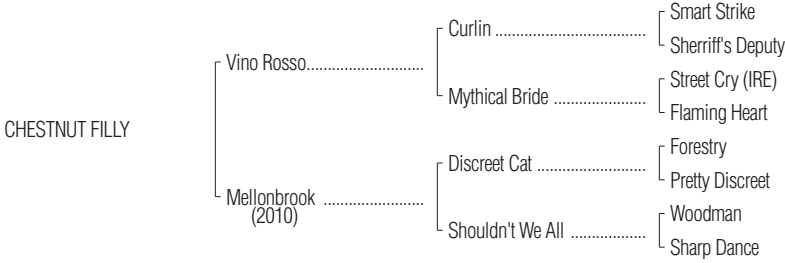 Smart Strike
Curlin ....................................
Sherriff's Deputy
Vino Rosso............................
Street Cry (IRE)
Mythical Bride ......................
Flaming Heart
CHESTNUT FILLY
Forestry
Discreet Cat ..........................
Pretty Discreet
Mellonbrook ........................
(2010)
Woodman
Shouldn't We All ..................
Sharp Dance